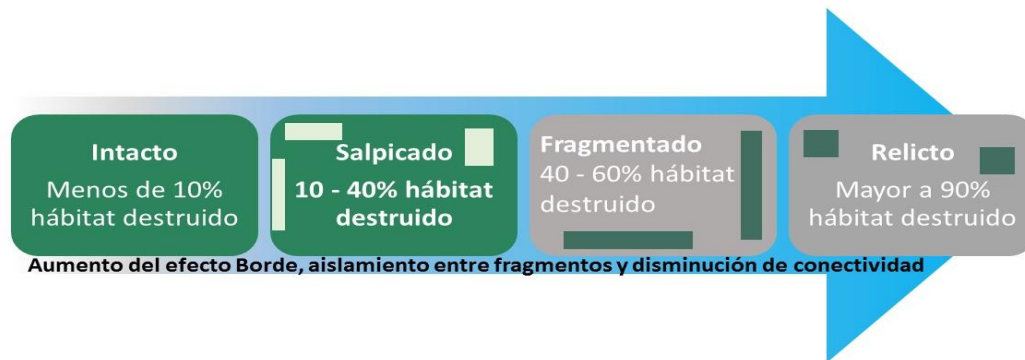 Intacto
Menos de 10%
hábitat destruido
Salpicado
10 - 40% hábitat
destruido
Fragmentado
40 - 60% hábitat
destruido
Relicto
Mayor a 90%
hábitat destruido
Aumento del efecto Borde, aislamiento entre fragmentos y disminución de conectividad